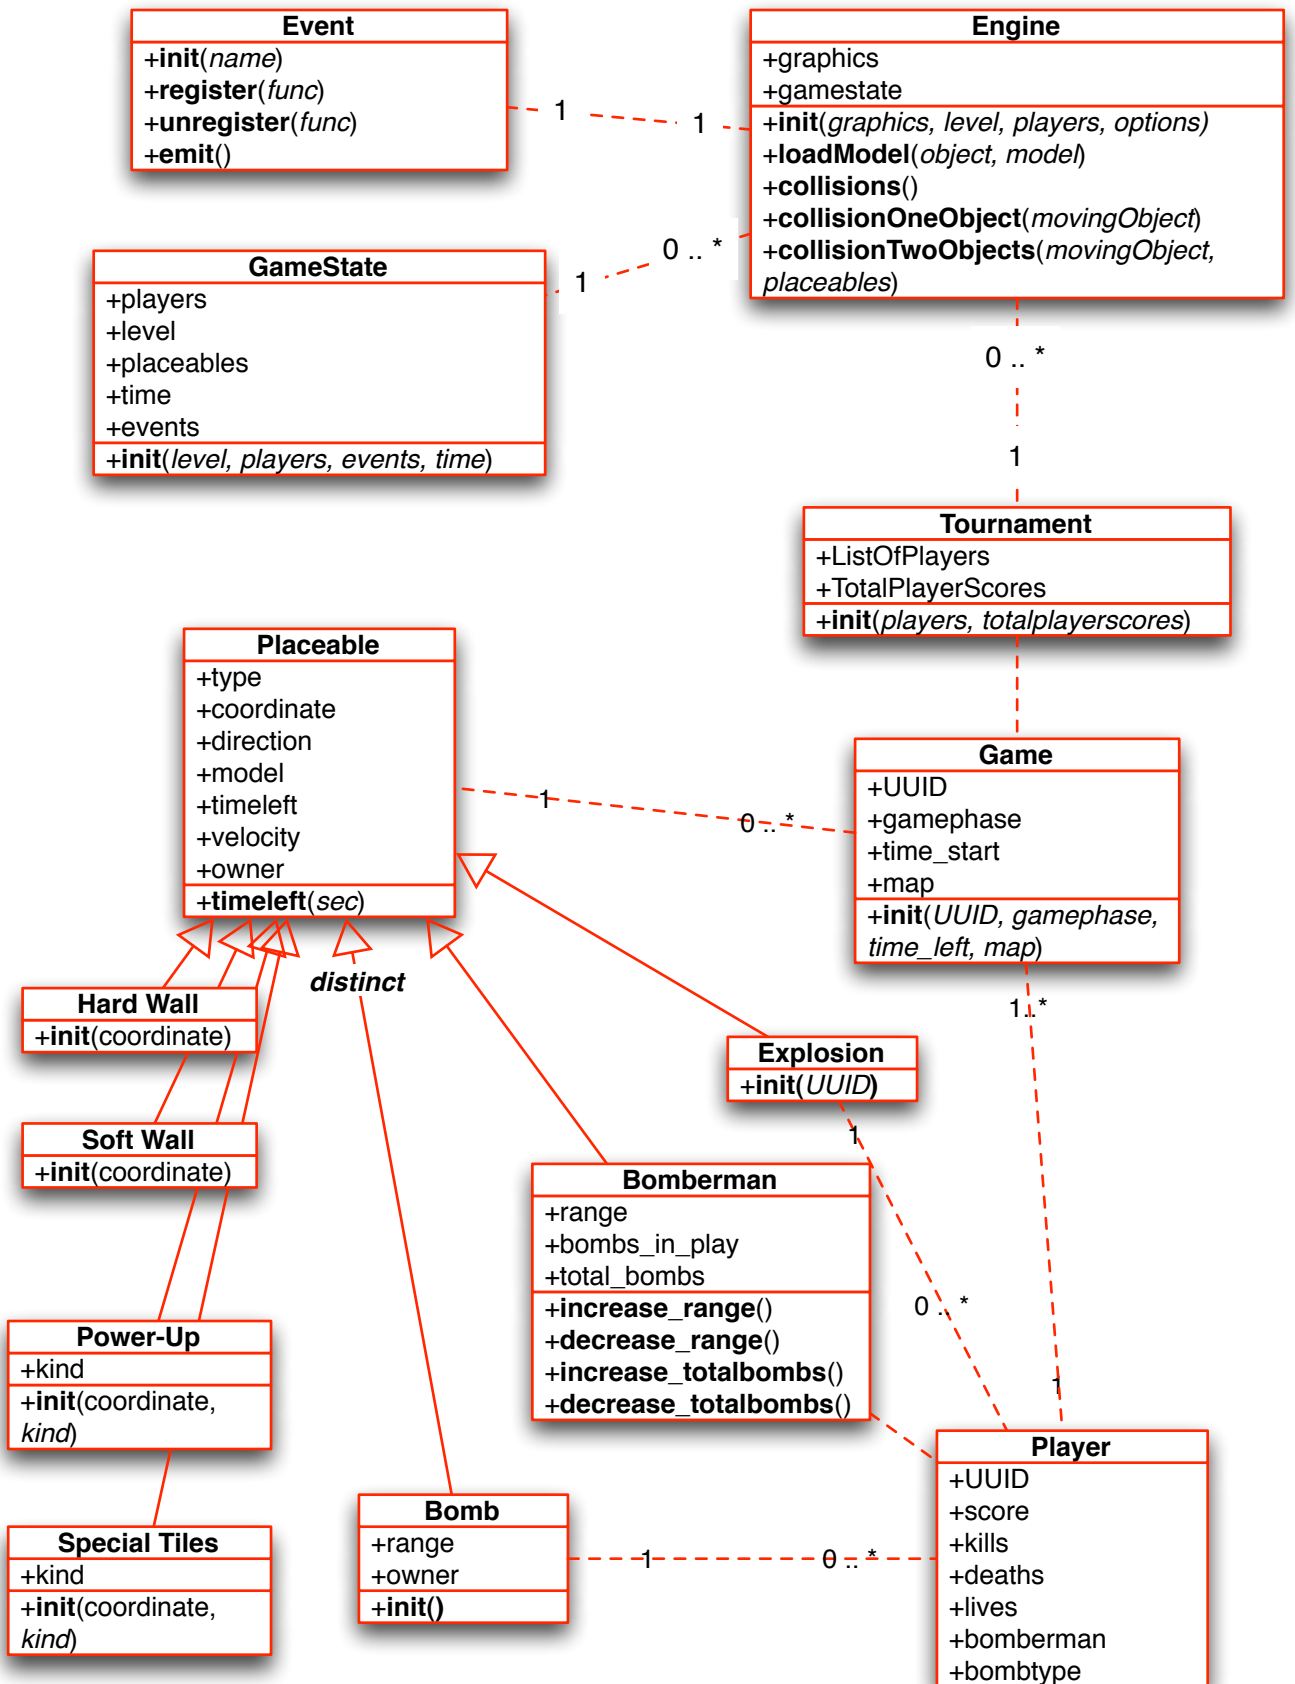 Event
+init(name)
+register(func)
+unregister(func)
+emit()
Engine
+graphics
+gamestate
+init(graphics, level, players, options)
+loadModel(object, model)
+collisions()
+collisionOneObject(movingObject)
+collisionTwoObjects(movingObject,
placeables)
1
1
GameState
+players
+level
+placeables
+time
+events
+init(level, players, events, time)
1
0 .. *
0 .. *
1
Tournament
+ListOfPlayers
+TotalPlayerScores
+init(players, totalplayerscores)
Placeable
+type
+coordinate
+direction
+model
+timeleft
+velocity
+owner
+timeleft(sec)
1
0 .. *
Game
+UUID
+gamephase
+time_start
+map
+init(UUID, gamephase,
time_left, map)
distinct
1..*
Hard Wall
+init(coordinate)
Explosion
+init(UUID)
1
Soft Wall
+init(coordinate)
Bomberman
+range
+bombs_in_play
+total_bombs
+increase_range()
+decrease_range()
+increase_totalbombs()
+decrease_totalbombs()
0 .. *
1
Power-Up
+kind
+init(coordinate,
kind)
Player
+UUID
+score
+kills
+deaths
+lives
+bomberman
+bombtype
Bomb
+range
+owner
+init()
1
0 .. *
Special Tiles
+kind
+init(coordinate,
kind)